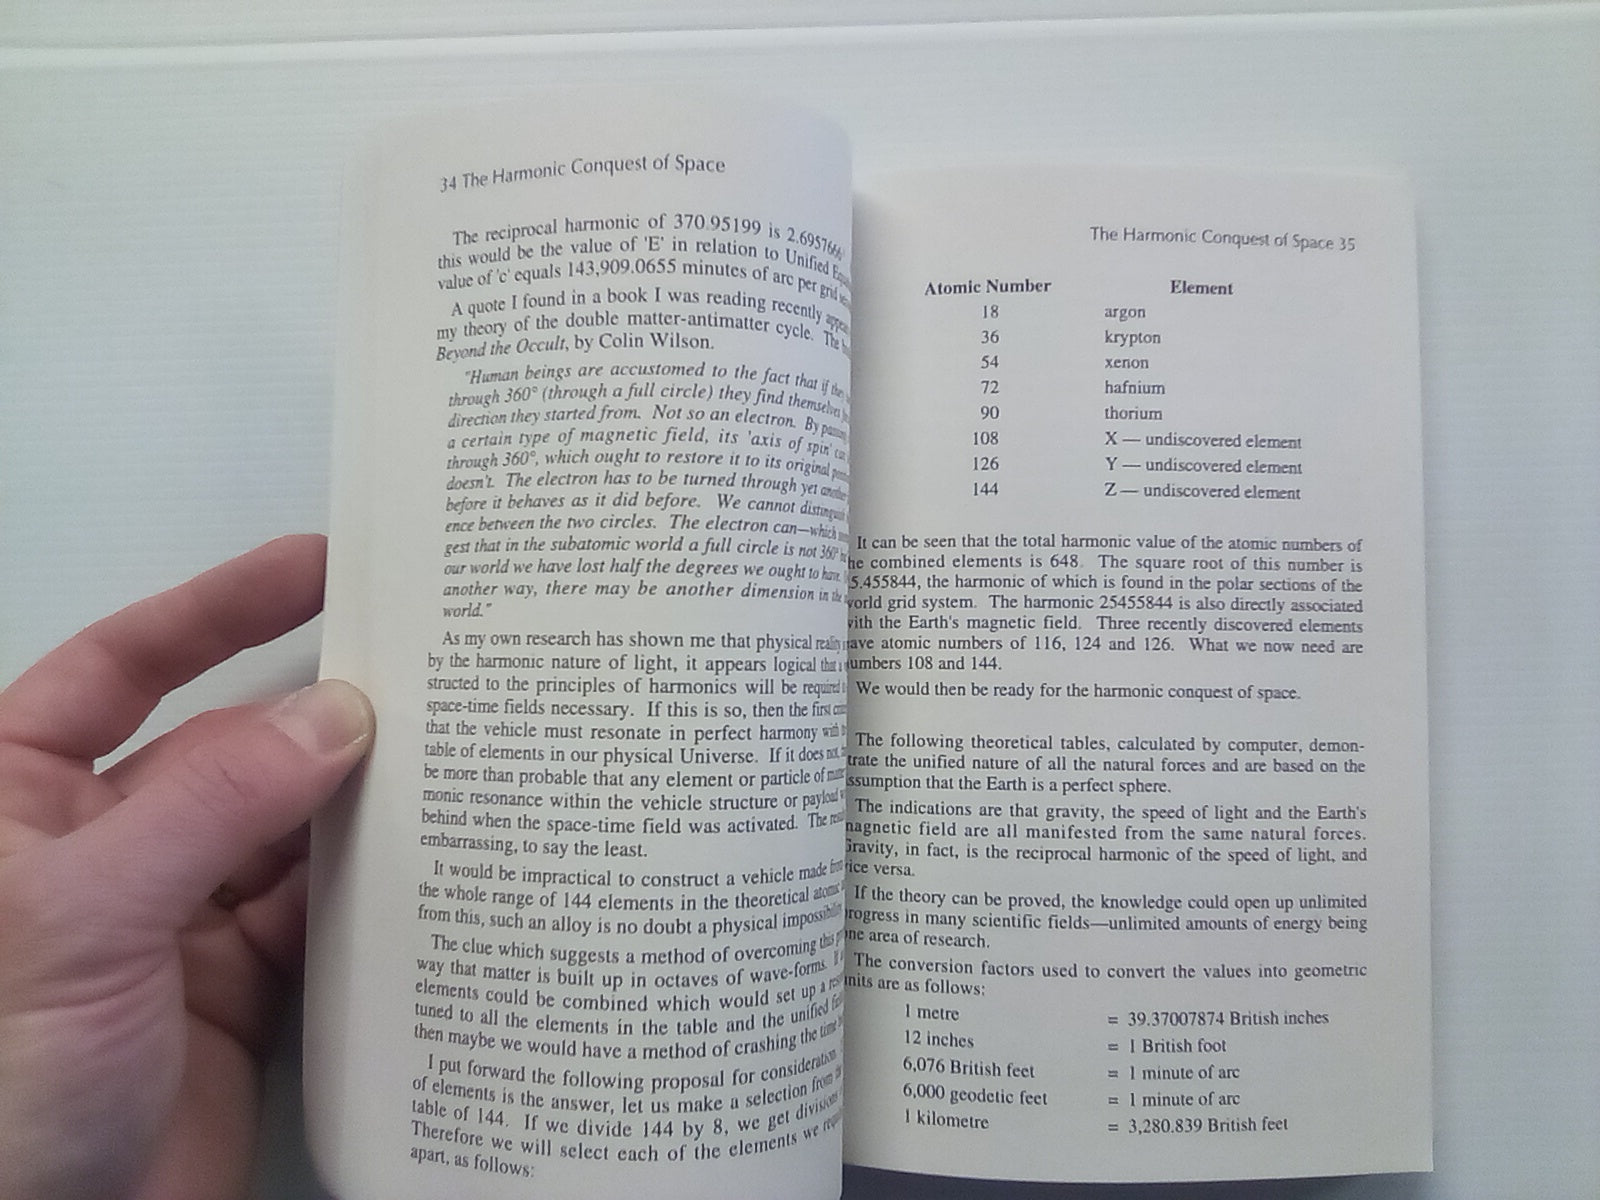 34 The Harmonic Conquest of Space
The reciprocal harmonic of 370.95199 is 2.6957666
this would be the value of 'E' in relation to Unified
value of 'c' equals 143,909.0655 minutes of arc per grid
A quote I found in a book I was reading recently
my theory of the double matter-antimatter cycle. The
Beyond the Occult, by Colin Wilson.
"Human beings are accustomed to the fact that if they
through 360° (through a full circle) they find themselves
direction they started from. Not so an electron. By
a certain type of magnetic field, its 'axis of spin'
through 360°, which ought to restore it to its original
doesn't. The electron has to be turned through yet another
before it behaves as it did before. We cannot
ence between the two circles. The electron can—which
gest that in the subatomic world a full circle is not 360°
our world we have lost half the degrees we ought to have.
another way, there may be another dimension in the
world."
As my own research has shown me that physical reality
by the harmonic nature of light, it appears logical that a
structed to the principles of harmonics will be required
space-time fields necessary. If this is so, then the first
that the vehicle must resonate in perfect harmony with
table of elements in our physical Universe. If it does not,
be more than probable that any element or particle of
monic resonance within the vehicle structure or payload
behind when the space-time field was activated. The
embarrassing, to say the least.
It would be impractical to construct a vehicle made from
the whole range of 144 elements in the theoretical atomic
from this, such an alloy is no doubt a physical
The clue which suggests a method of overcoming this
way that matter is built up in octaves of wave-forms. If
elements could be combined which would set up a
tuned to all the elements in the table and the unified
then maybe we would have a method of crashing the time
I put forward the following proposal for consideration.
of elements is the answer, let us make a selection from the
table of 144. If we divide 144 by 8, we get divisions
Therefore we will select each of the elements we
apart, as follows:
The Harmonic Conquest of Space 35
Atomic Number Element
18 argon
36 krypton
54 xenon
72 hafnium
90 thorium
108 X — undiscovered element
126 Y — undiscovered element
144 Z — undiscovered element
It can be seen that the total harmonic value of the atomic numbers of
he combined elements is 648. The square root of this number is
5.455844, the harmonic of which is found in the polar sections of the
world grid system. The harmonic 25455844 is also directly associated
with the Earth's magnetic field. Three recently discovered elements
ave atomic numbers of 116, 124 and 126. What we now need are
umbers 108 and 144.
We would then be ready for the harmonic conquest of space.
The following theoretical tables, calculated by computer, demon-
trate the unified nature of all the natural forces and are based on the
ssumption that the Earth is a perfect sphere.
The indications are that gravity, the speed of light and the Earth's
magnetic field are all manifested from the same natural forces.
Gravity, in fact, is the reciprocal harmonic of the speed of light, and
vice versa.
If the theory can be proved, the knowledge could open up unlimited
progress in many scientific fields—unlimited amounts of energy being
one area of research.
The conversion factors used to convert the values into geometric
nits are as follows:
1 metre = 39.37007874 British inches
12 inches = 1 British foot
6,076 British feet = 1 minute of arc
6,000 geodetic feet = 1 minute of arc
1 kilometre = 3,280.839 British feet